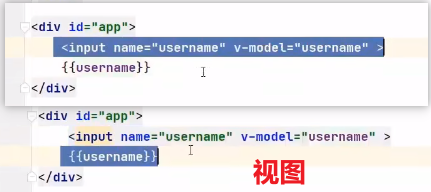 <div id="app">
<input name="username" v-model="username" >
{{username}}
</div>
<div id="app">
<input name="username" v-model="username" >
{{username}}
视图
</div>